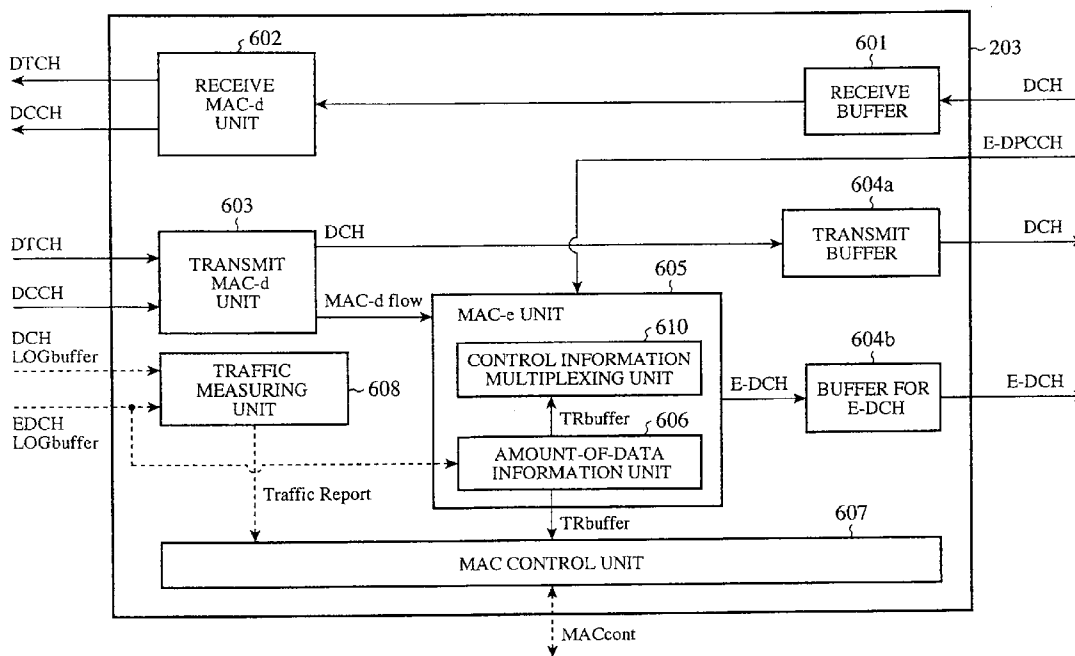 602
601
203
DTCH
DCCH
RECEIVE
MAC-d
UNIT
RECEIVE
BUFFER
DCH
E-DPCCH
603
604a
DTCH
DCCH
TRANSMIT
MAC-d
UNIT
DCH
TRANSMIT
BUFFER
DCH
MAC-d flow
605
MAC-e UNIT
610
CONTROL INFORMATION
MULTIPLEXING UNIT
604b
DCH
LOGbuffer
TRAFFIC
MEASURING
UNIT
608
E-DCH
BUFFER FOR
E-DCH
E-DCH
EDCH
LOGbuffer
TRbuffer
606
AMOUNT-OF-DATA
INFORMATION UNIT
Traffic Report
TRbuffer
607
MAC CONTROL UNIT
MACcont